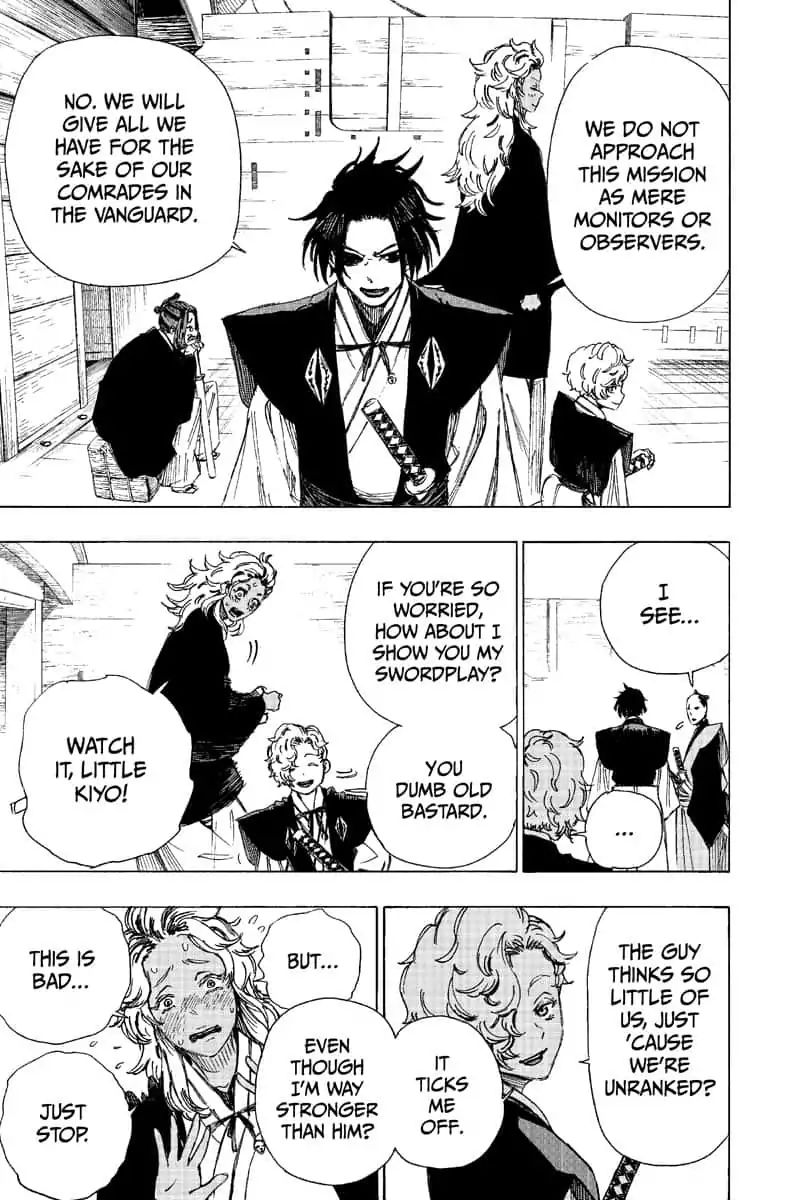 WE DO NOT
APPROACH
THIS MISSION
AS MERE
MONITORS OR
OBSERVERS.
NO. WE WILL
GIVE ALL WE
HAVE FOR THE
SAKE OF OUR
COMRADES IN
THE VANGUARD.
I
SEE...
...
IF YOU'RE SO
WORRIED,
HOW ABOUT I
SHOW YOU MY
SWORDPLAY?
YOU
DUMB OLD
BASTARD.
WATCH
IT, LITTLE
KIYO!
THE GUY
THINKS SO
LITTLE OF
US, JUST
'CAUSE
WE'RE
UNRANKED?
IT
TICKS
ME
OFF.
EVEN
THOUGH
I'M WAY
STRONGER
THAN HIM?
BUT...
THIS IS
BAD...
JUST
STOP.